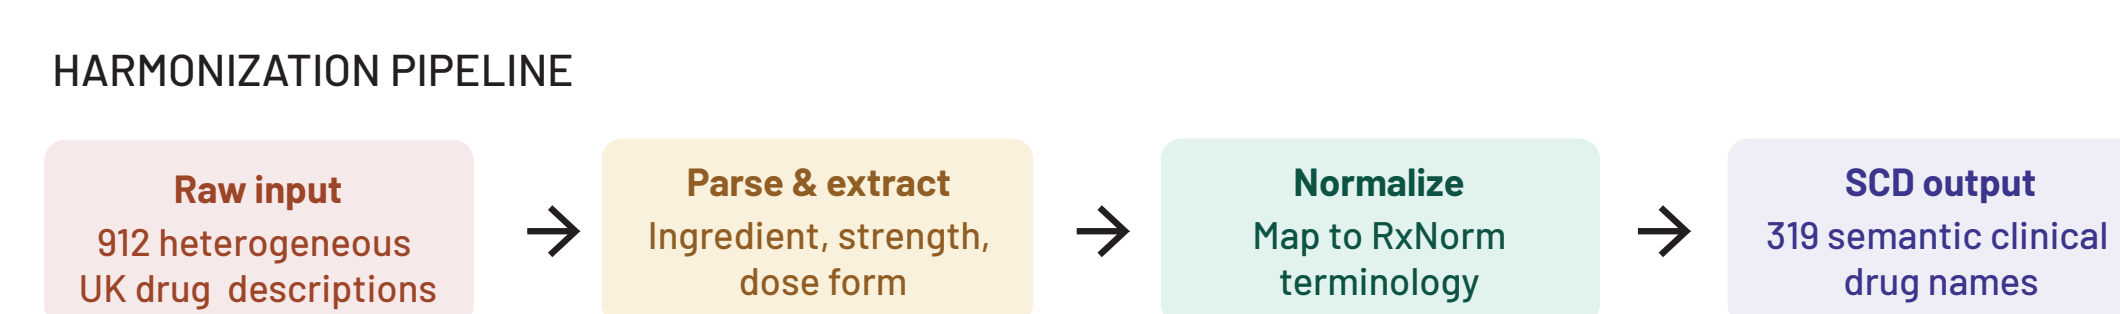 HARMONIZATION PIPELINE
Raw input
912 heterogeneous
UK drug descriptions
Parse & extract
Ingredient, strength,
dose form
Normalize
Map to RxNorm
terminology
SCD output
319 semantic clinical
drug names